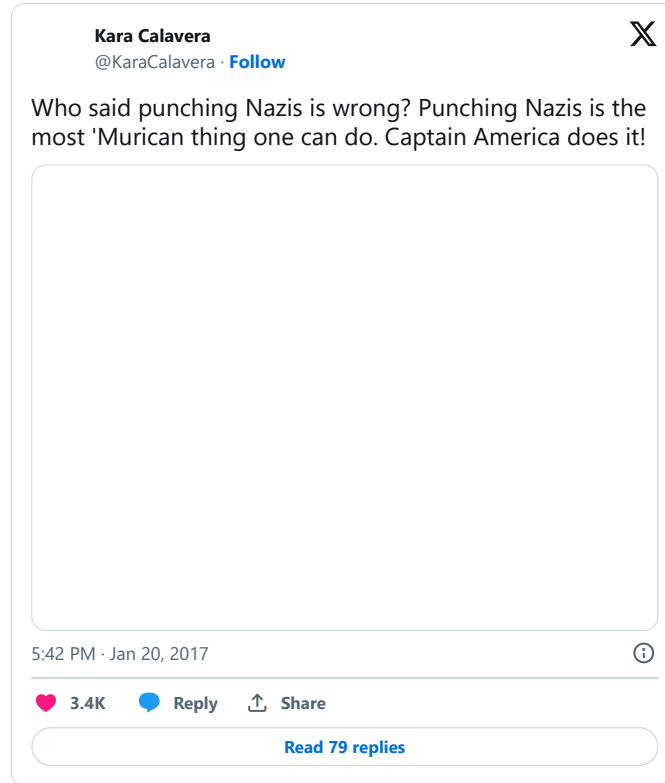 Kara Calavera
@KaraCalavera · Follow
Who said punching Nazis is wrong? Punching Nazis is the
most 'Murican thing one can do. Captain America does it!
5:42 PM · Jan 20, 2017
3.4K Reply Share
Read 79 replies